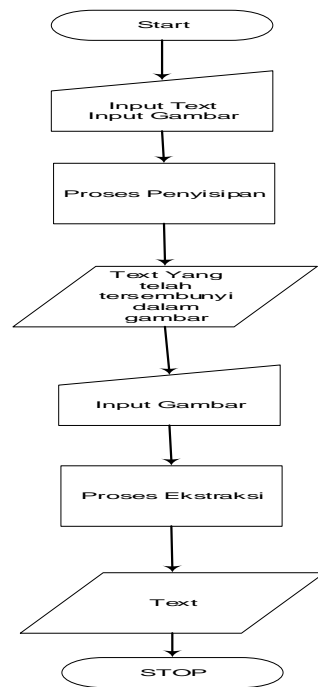 Start
Input Text
Input Gambar
Proses Penyisipan
Text Yang
telah
tersembunyi
dalam
gambar
Input Gambar
Proses Ekstraksi
Text
STOP